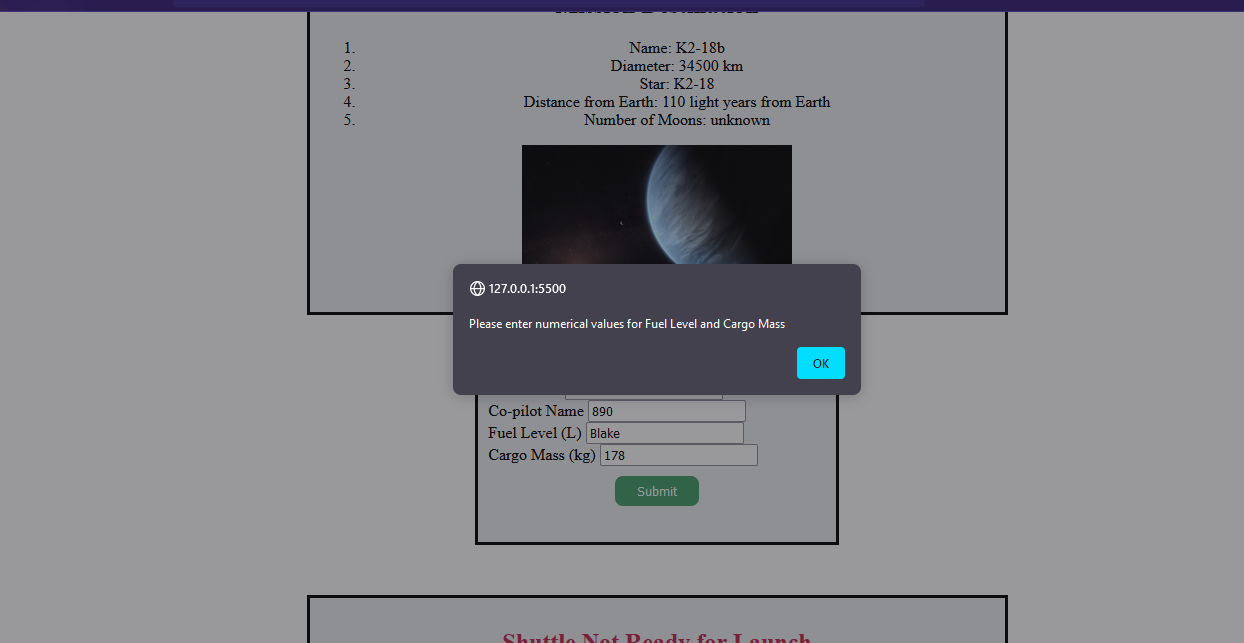 1. Name: K2-18b
2. Diameter: 34500 km
3. Star: K2-18
4. Distance from Earth: 110 light years from Earth
5. Number of Moons: unknown
127.0.0.1:5500
Please enter numerical values for Fuel Level and Cargo Mass
OK
Co-pilot Name 890
Fuel Level (L) Blake
Cargo Mass (kg) 178
Submit
Shuttle Not Ready for Launch